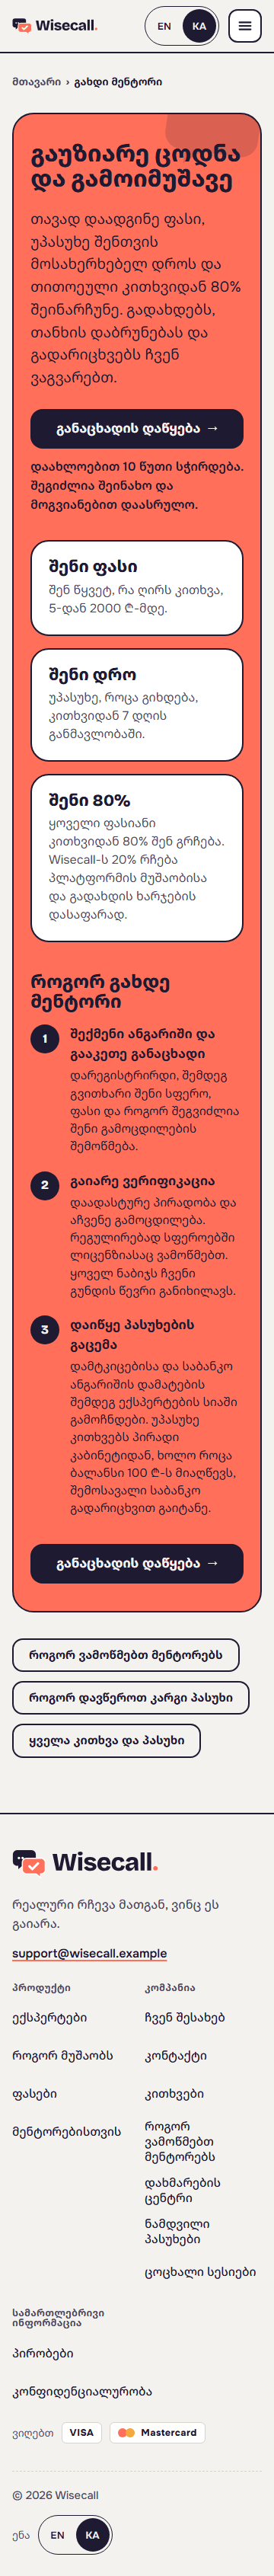 Wisecall.
EN KA
მთავარი › გახდი მენტორი
გაუზიარე ცოდნა
და გამოიმუშავე
თავად დაადგინე ფასი,
უპასუხე შენთვის
მოსახერხებელ დროს და
თითოეული კითხვიდან 80%
შეინარჩუნე. გადახდებს,
თანხის დაბრუნებას და
გადარიცხვებს ჩვენ
ვაგვარებთ.
განაცხადის დაწყება →
დაახლოებით 10 წუთი სჭირდება.
შეგიძლია შეინახო და
მოგვიანებით დაასრულო.
შენი ფასი
შენ წყვეტ, რა ღირს კითხვა,
5-დან 2000 ₾-მდე.
შენი დრო
უპასუხე, როცა გიხდება,
კითხვიდან 7 დღის
განმავლობაში.
შენი 80%
ყოველი ფასიანი
კითხვიდან 80% შენ გრჩება.
Wisecall-ს 20% რჩება
პლატფორმის მუშაობისა
და გადახდის ხარჯების
დასაფარად.
როგორ გახდე
მენტორი
1
შექმენი ანგარიში და
გააკეთე განაცხადი
დარეგისტრირდი, შემდეგ
გვითხარი შენი სფერო,
ფასი და როგორ შეგვიძლია
შენი გამოცდილების
შემოწმება.
2
გაიარე ვერიფიკაცია
დაადასტურე პირადობა და
აჩვენე გამოცდილება.
რეგულირებად სფეროებში
ლიცენზიასაც ვამოწმებთ.
ყოველ ნაბიჯს ჩვენი
გუნდის წევრი განიხილავს.
3
დაიწყე პასუხების
გაცემა
დამტკიცებისა და საბანკო
ანგარიშის დამატების
შემდეგ ექსპერტების სიაში
გამოჩნდები. უპასუხე
კითხვებს პირადი
კაბინეტიდან, ხოლო როცა
ბალანსი 100 ₾-ს მიაღწევს,
შემოსავალი საბანკო
გადარიცხვით გაიტანე.
განაცხადის დაწყება →
როგორ ვამოწმებთ მენტორებს
როგორ დავწეროთ კარგი პასუხი
ყველა კითხვა და პასუხი
Wisecall.
რეალური რჩევა მათგან, ვინც ეს
გაიარა.
support@wisecall.example
პროდუქტი
ექსპერტები
როგორ მუშაობს
ფასები
მენტორებისთვის
კომპანია
ჩვენ შესახებ
კონტაქტი
კითხვები
როგორ
ვამოწმებთ
მენტორებს
დახმარების
ცენტრი
ნამდვილი
პასუხები
ცოცხალი სესიები
სამართლებრივი
ინფორმაცია
პირობები
კონფიდენციალურობა
ვიღებთ VISA Mastercard
© 2026 Wisecall
ენა EN KA